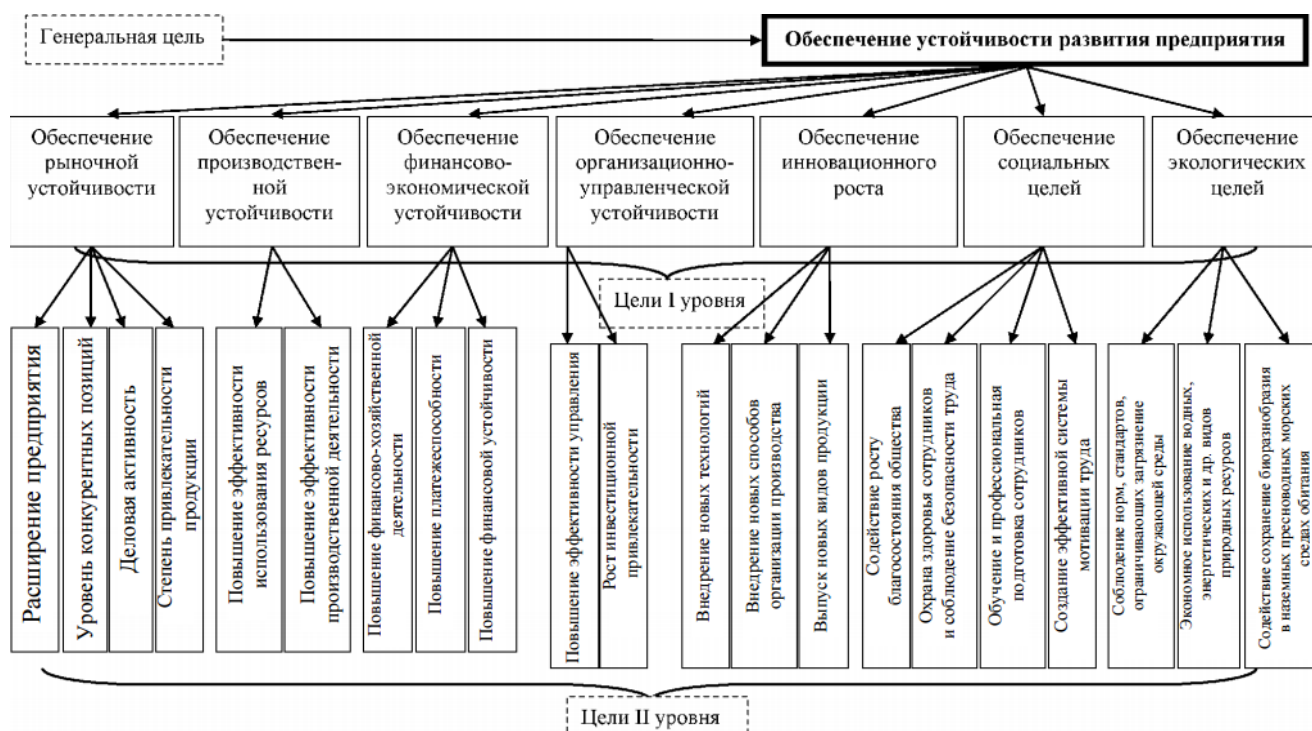 Генеральная цель
Обеспечение устойчивости развития предприятия
Обеспечение
рыночной
устойчивости
Обеспечение
производствен-
ной
устойчивости
Обеспечение
финансово-
экономической
устойчивости
Обеспечение
организационно-
управленческой
устойчивости
Обеспечение
инновационного
роста
Обеспечение
социальных
целей
Обеспечение
экологических
целей
Цели I уровня
Расширение предприятия
Уровень конкурентных позиций
Деловая активность
Степень привлекательности
продукции
Повышение эффективности
использования ресурсов
Повышение эффективности
производственной деятельности
Повышение финансово-хозяйственной
деятельности
Повышение платежеспособности
Повышение финансовой устойчивости
Повышение эффективности управления
Рост инвестиционной
привлекательности
Внедрение новых технологий
Внедрение новых способов
организации производства
Выпуск новых видов продукции
Содействие росту
благосостояния общества
Охрана здоровья сотрудников
и соблюдение безопасности труда
Обучение и профессиональная
подготовка сотрудников
Создание эффективной системы
мотивации труда
Соблюдение норм, стандартов,
ограничивающих загрязнение
окружающей среды
Экономное использование водных,
энергетических и др. видов
природных ресурсов
Содействие сохранение биоразнобразия
в наземных пресноводных морских
средах обитания
Цели II уровня